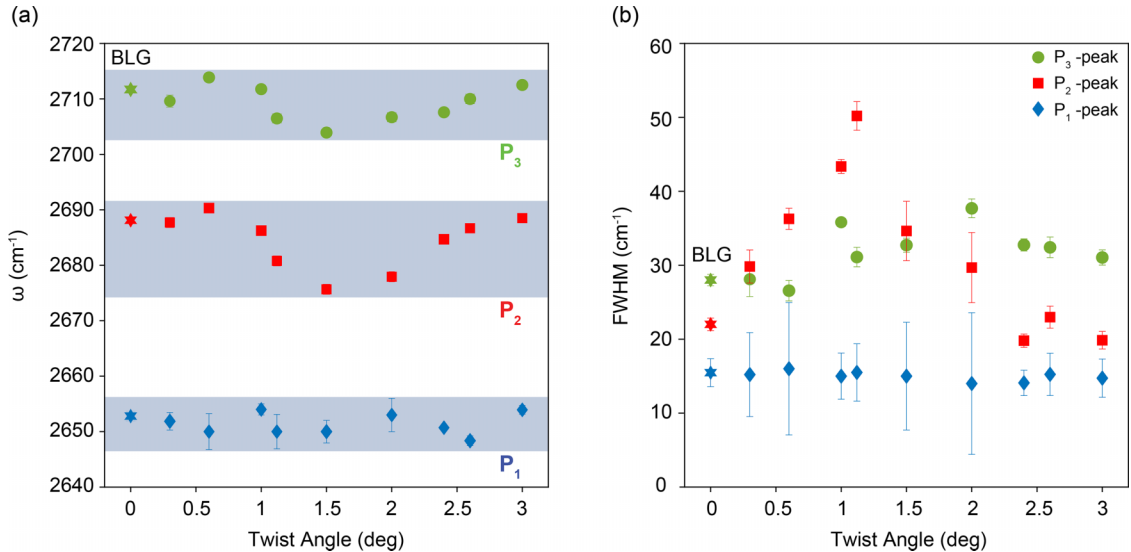 (a)
2720
2710
2700
2690
2680
2670
2660
2650
2640
ω (cm⁻¹)
BLG
P₃
P₂
P₁
0 0.5 1.0 1.5 2 2.5 3
Twist Angle (deg)
(b)
60
50
40
30
20
10
0
FWHM (cm⁻¹)
P₃ -peak
P₂ -peak
P₁ -peak
BLG
0 0.5 1.0 1.5 2 2.5 3
Twist Angle (deg)